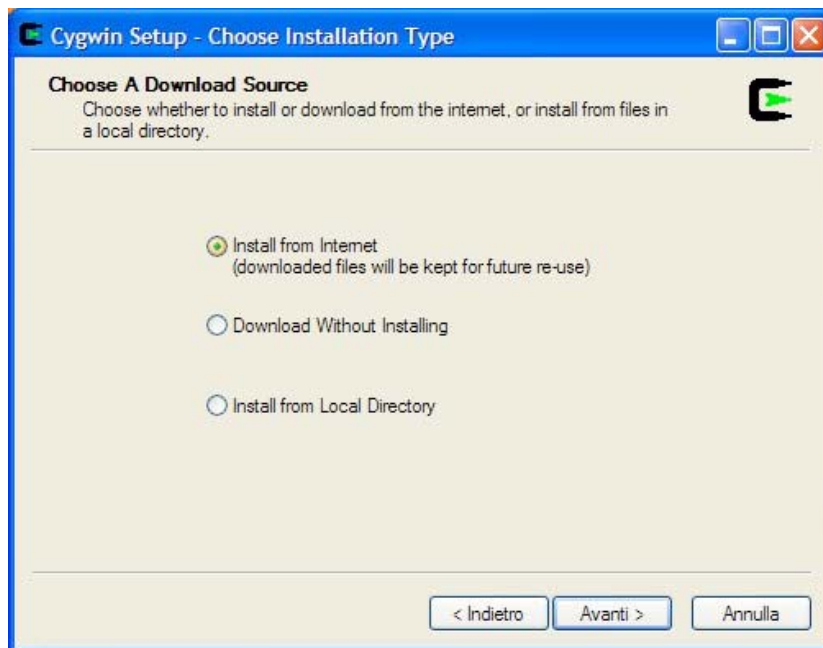 Cygwin Setup - Choose Installation Type
Choose A Download Source
Choose whether to install or download from the internet, or install from files in
a local directory.
Install from Internet
(downloaded files will be kept for future re-use)
Download Without Installing
Install from Local Directory
< Indietro
Avanti >
Annulla